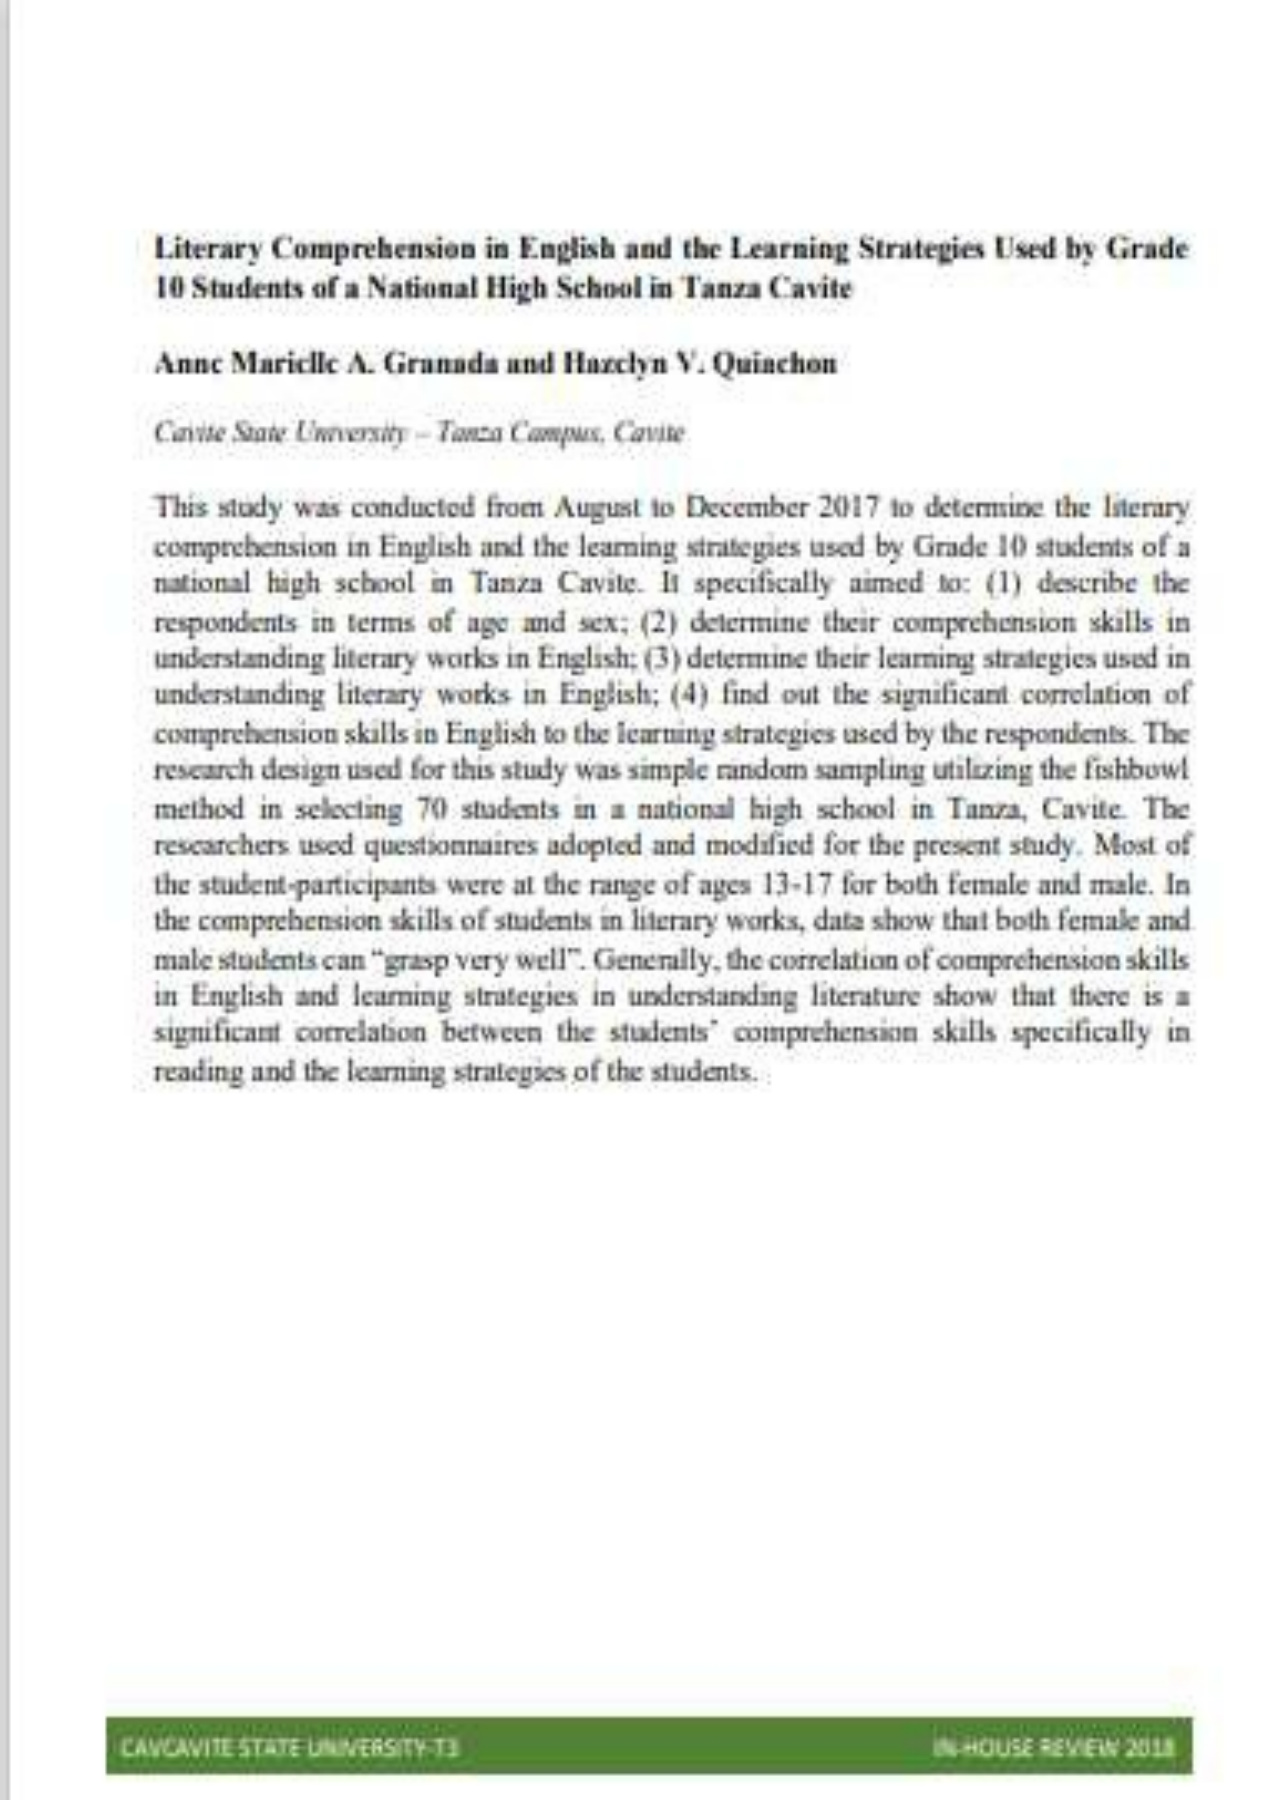 Literary Comprehension in English and the Learning Strategies Used by Grade
10 Students of a National High School in Tanza Cavite
Anne Marielle A. Granada and Hazelyn V. Quiachon
Cavite State University – Tanza Campus, Cavite
This study was conducted from August to December 2017 to determine the literary
comprehension in English and the learning strategies used by Grade 10 students of a
national high school in Tanza Cavite. It specifically aimed to: (1) describe the
respondents in terms of age and sex; (2) determine their comprehension skills in
understanding literary works in English; (3) determine their learning strategies used in
understanding literary works in English; (4) find out the significant correlation of
comprehension skills in English to the learning strategies used by the respondents. The
research design used for this study was simple random sampling utilizing the fishbowl
method in selecting 70 students in a national high school in Tanza, Cavite. The
researchers used questionnaires adopted and modified for the present study. Most of
the student-participants were at the range of ages 13-17 for both female and male. In
the comprehension skills of students in literary works, data show that both female and
male students can “grasp very well”. Generally, the correlation of comprehension skills
in English and learning strategies in understanding literature show that there is a
significant correlation between the students’ comprehension skills specifically in
reading and the learning strategies of the students.
CAVCAVITE STATE UNIVERSITY-T3 IN-HOUSE REVIEW 2018